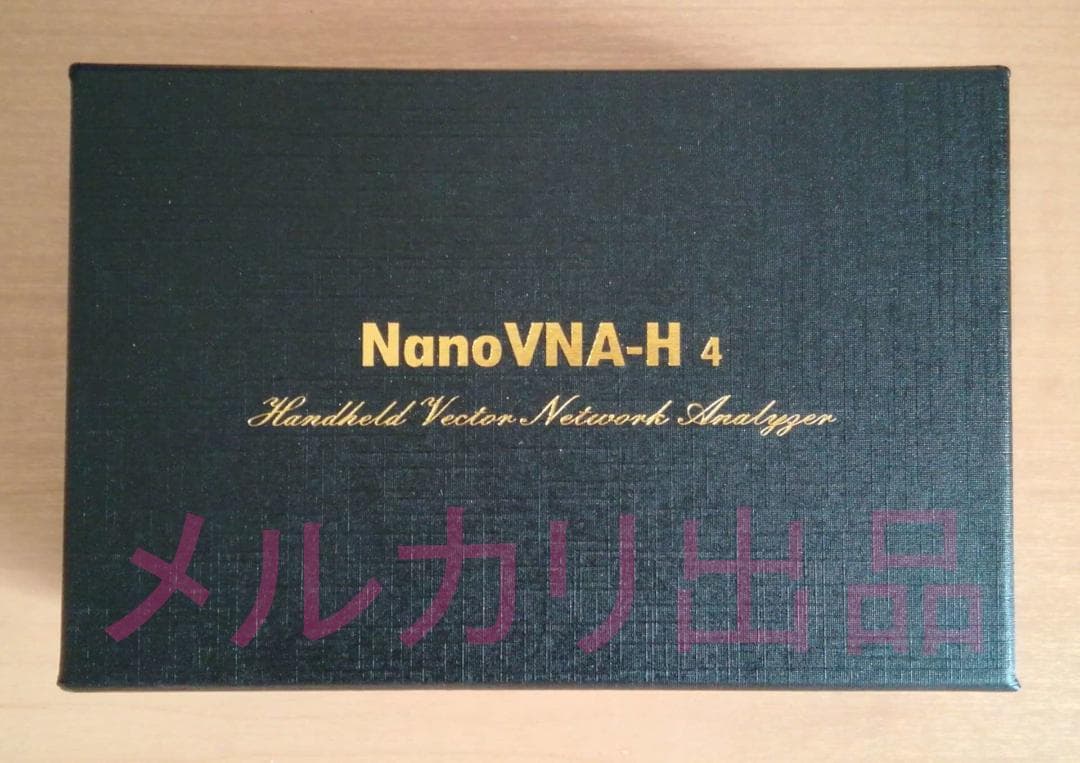 NanoVNA-H 4
Handheld Vector Network Analyzer
メルカリ出品